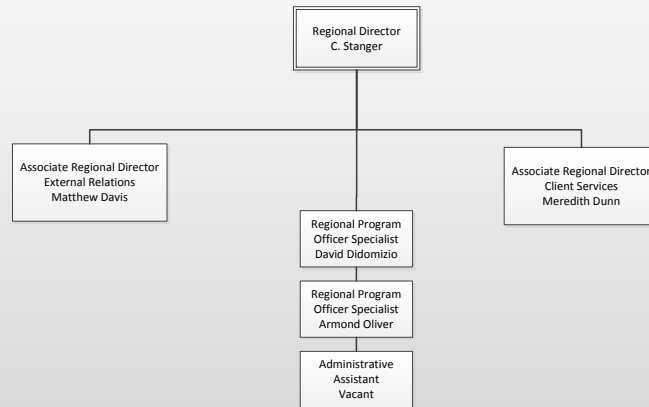 Regional Director
C. Stanger
Associate Regional Director
External Relations
Matthew Davis
Associate Regional Director
Client Services
Meredith Dunn
Regional Program
Officer Specialist
David Didomizio
Regional Program
Officer Specialist
Armond Oliver
Administrative
Assistant
Vacant